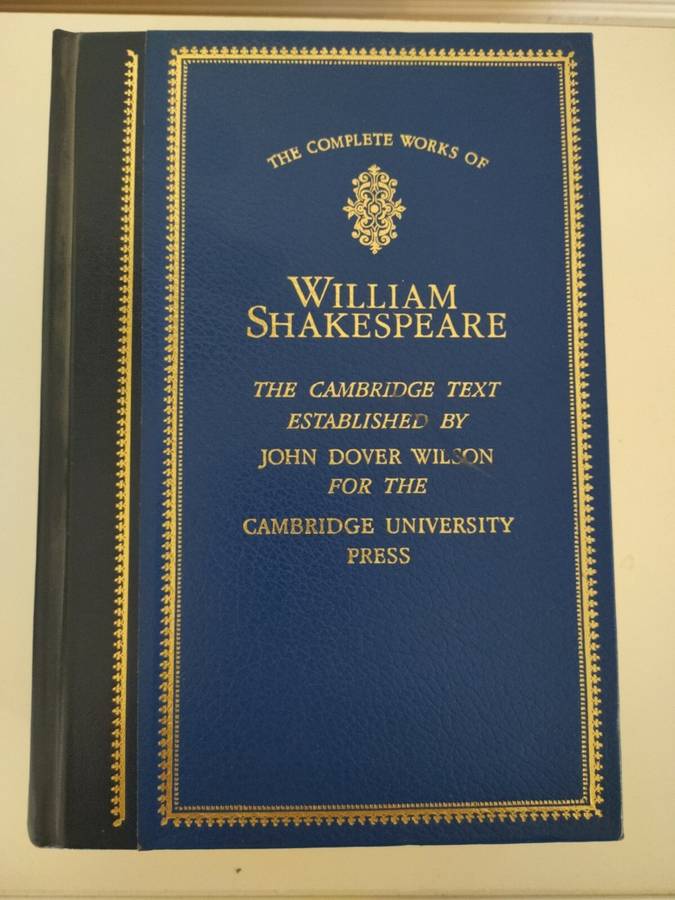 THE COMPLETE WORKS OF
WILLIAM
SHAKESPEARE
THE CAMBRIDGE TEXT
ESTABLISHED BY
JOHN DOVER WILSON
FOR THE
CAMBRIDGE UNIVERSITY
PRESS